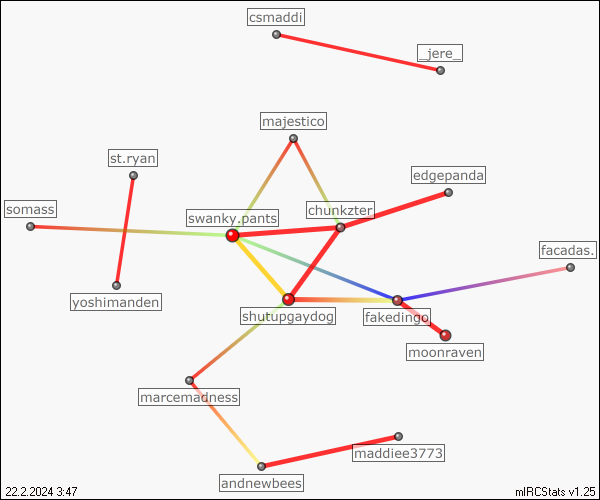 csmaddi
_jere_
majestico
st.ryan
edgepanda
somass
swanky.pants
chunkzter
facadas.
yoshimanden
shutupgaydog
fakedingo
moonraven
marcemadness
maddiee3773
andnewbees
22.2.2024 3:47
mIRCStats v1.25